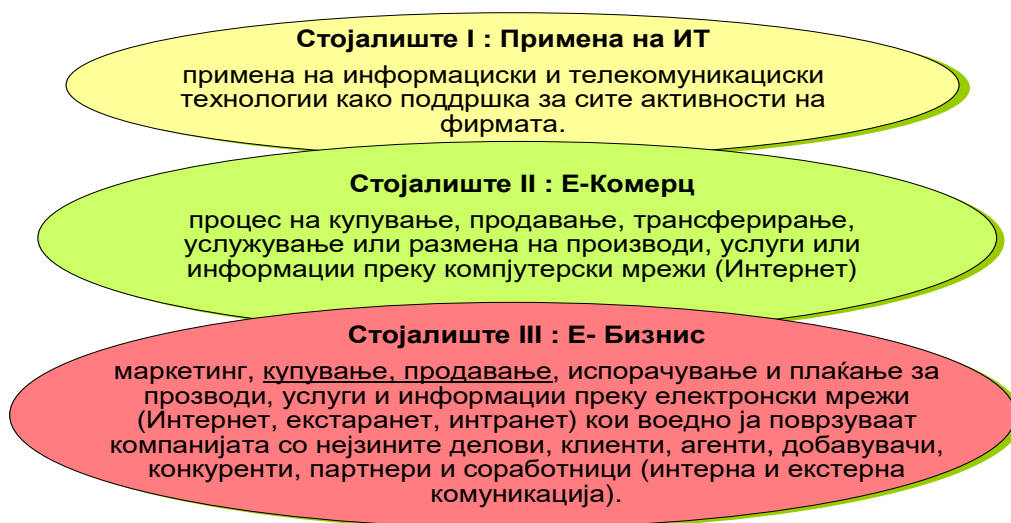 Стојалиште I : Примена на ИТ
примена на информациски и телекомуникациски
технологии како поддршка за сите активности на
фирмата.
Стојалиште II : Е-Комерц
процес на купување, продавање, трансферирање,
услужување или размена на производи, услуги или
информации преку компјутерски мрежи (Интернет)
Стојалиште III : Е- Бизнис
маркетинг, купување, продавање, испорачување и плаќање за
прозводи, услуги и информации преку електронски мрежи
(Интернет, екстаранет, интранет) кои воедно ја поврзуваат
компанијата со нејзините делови, клиенти, агенти, добавувачи,
конкуренти, партнери и соработници (интерна и екстерна
комуникација).